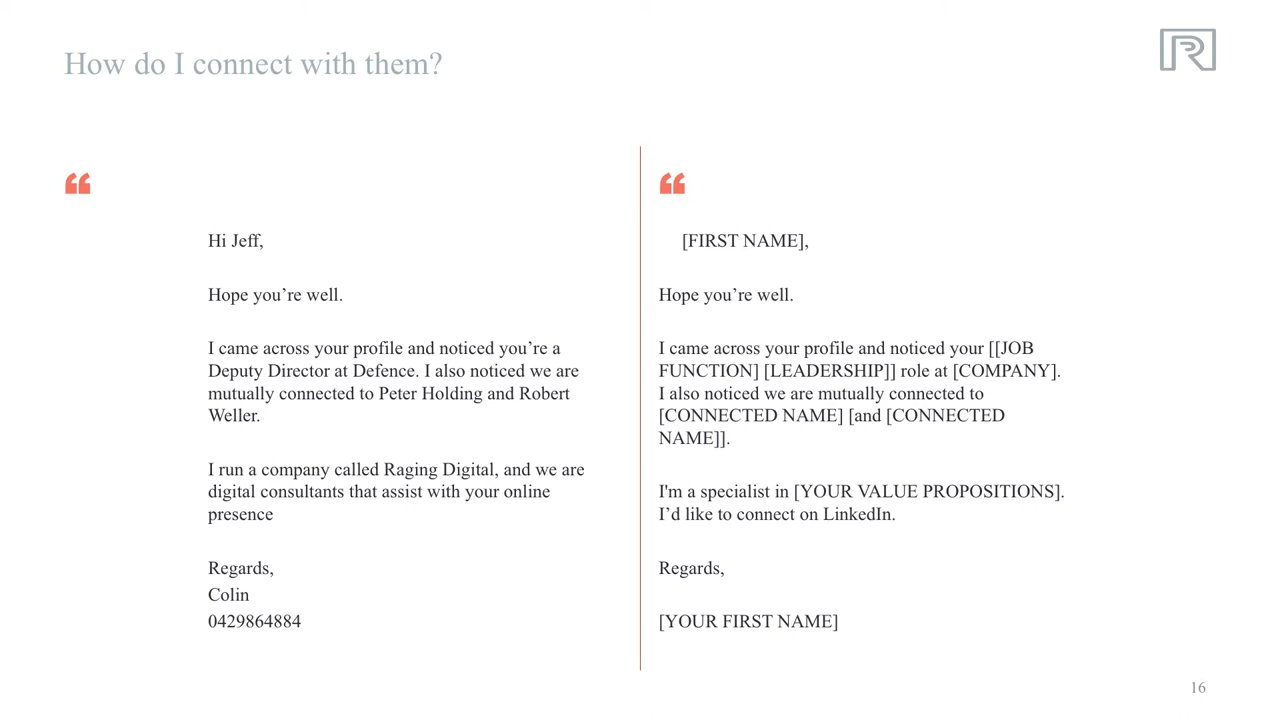 How do I connect with them?
R
“
Hi Jeff,
Hope you’re well.
I came across your profile and noticed you’re a
Deputy Director at Defence. I also noticed we are
mutually connected to Peter Holding and Robert
Weller.
I run a company called Raging Digital, and we are
digital consultants that assist with your online
presence
Regards,
Colin
0429864884
“
[FIRST NAME],
Hope you’re well.
I came across your profile and noticed your [[JOB
FUNCTION] [LEADERSHIP]] role at [COMPANY].
I also noticed we are mutually connected to
[CONNECTED NAME] [and [CONNECTED
NAME]].
I'm a specialist in [YOUR VALUE PROPOSITIONS].
I’d like to connect on LinkedIn.
Regards,
[YOUR FIRST NAME]
16